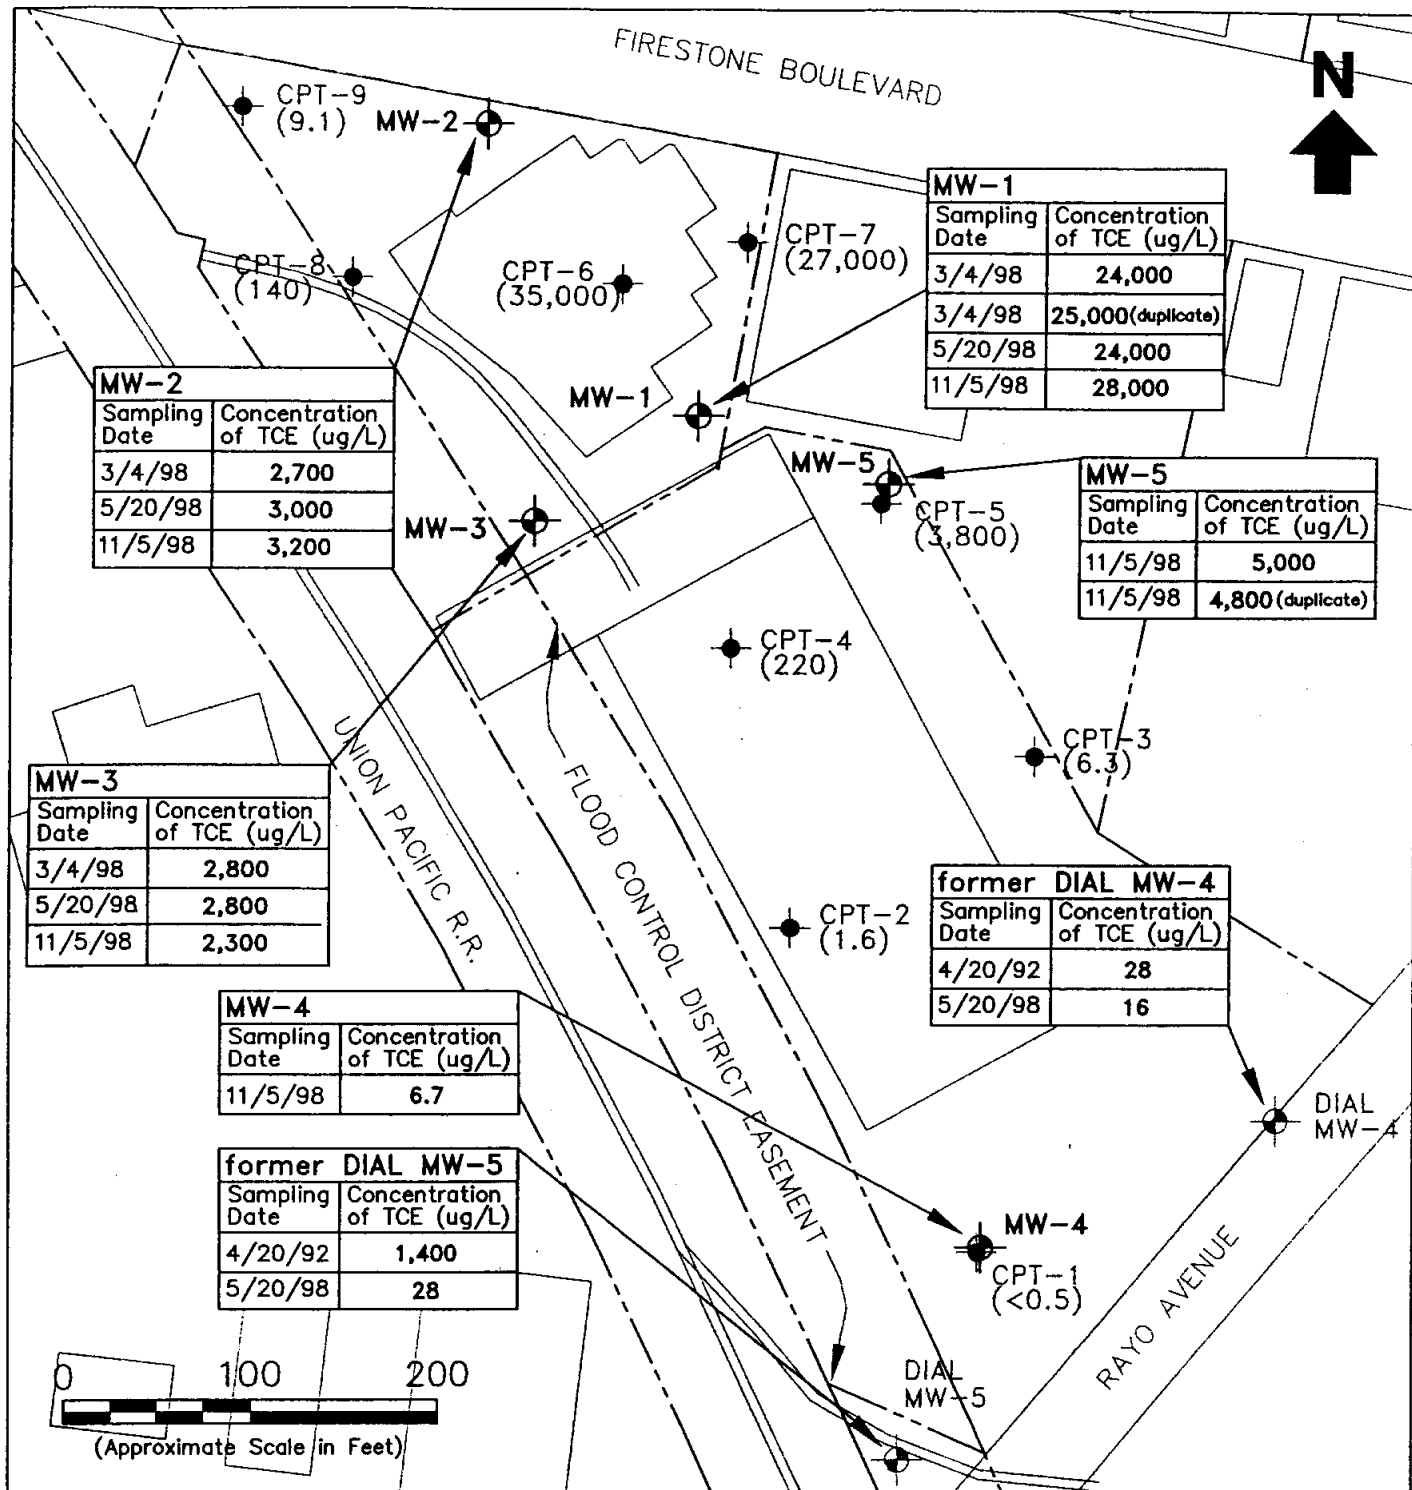 FIRESTONE BOULEVARD
N
CPT-9
(9.1)
MW-2
CPT-7
(27,000)
CPT-8
(140)
CPT-6
(35,000)
MW-1
Sampling Date Concentration of TCE (ug/L)
3/4/98 24,000
3/4/98 25,000(duplicate)
5/20/98 24,000
11/5/98 28,000
MW-2
Sampling Date Concentration of TCE (ug/L)
3/4/98 2,700
5/20/98 3,000
11/5/98 3,200
MW-1
MW-5
MW-3
CPT-5
(3,800)
MW-5
Sampling Date Concentration of TCE (ug/L)
11/5/98 5,000
11/5/98 4,800(duplicate)
CPT-4
(220)
CPT-3
(6.3)
UNION PACIFIC R.R.
FLOOD CONTROL DISTRICT EASEMENT
MW-3
Sampling Date Concentration of TCE (ug/L)
3/4/98 2,800
5/20/98 2,800
11/5/98 2,300
CPT-2
(1.6)
former DIAL MW-4
Sampling Date Concentration of TCE (ug/L)
4/20/92 28
5/20/98 16
MW-4
Sampling Date Concentration of TCE (ug/L)
11/5/98 6.7
DIAL
MW-4
former DIAL MW-5
Sampling Date Concentration of TCE (ug/L)
4/20/92 1,400
5/20/98 28
MW-4
CPT-1
(<0.5)
RAYO AVENUE
DIAL
MW-5
0 100 200
(Approximate Scale in Feet)